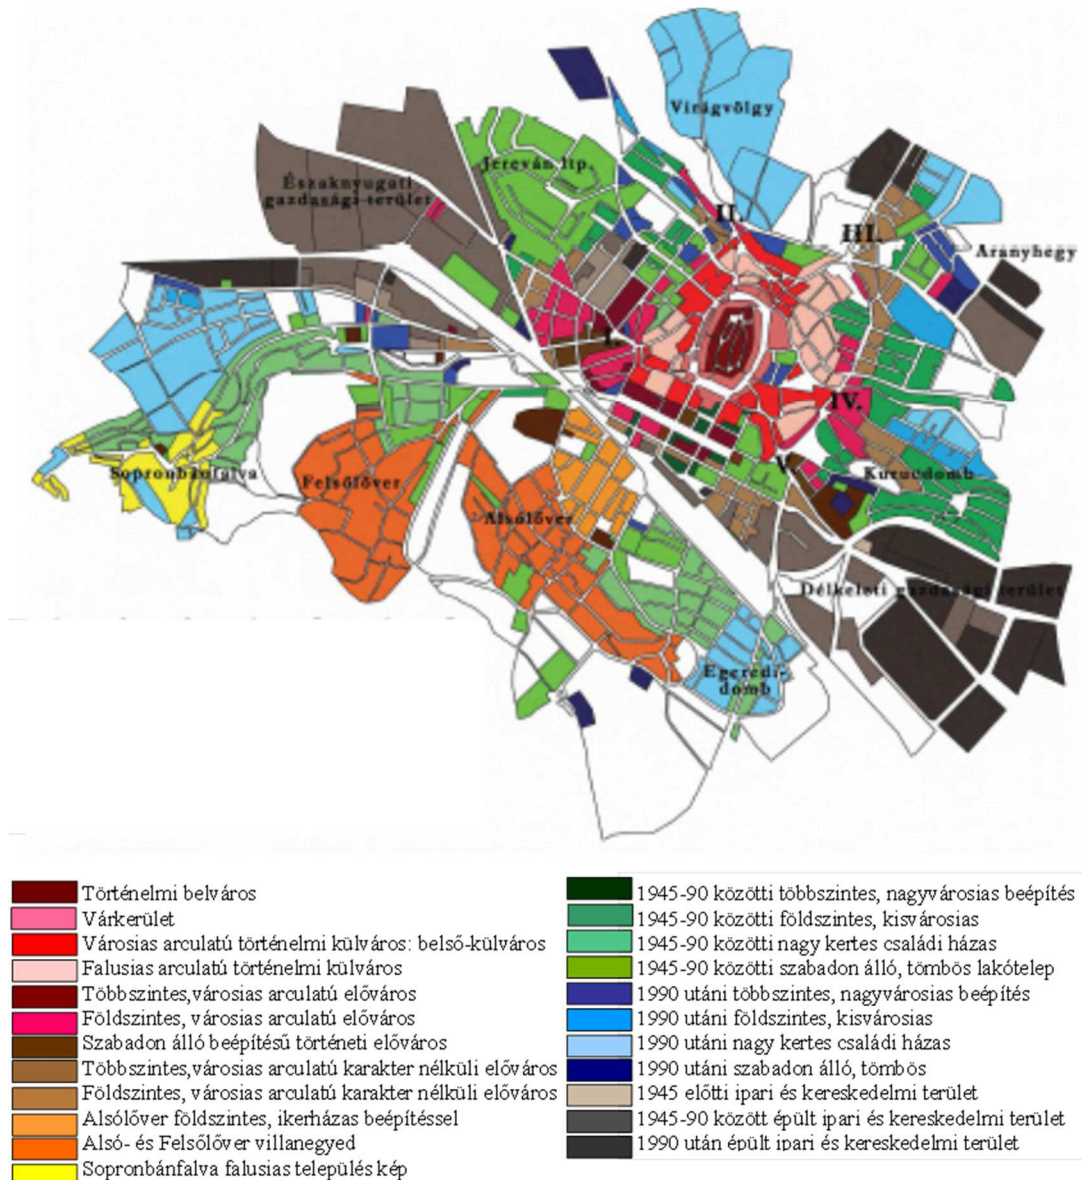 Virágvölgy
Jereván ltp.
Északnyugati
gazdasági terület
II.
III.
Aranyhegy
I.
IV.
V.
Sopronbánfalva
Felsőlőver
Kurucdomb
Alsólőver
Délkeleti gazdasági terület
Egeredi-
domb
Történelmi belváros
Várkerület
Városias arculatú történelmi külváros: belső-külváros
Falusias arculatú történelmi külváros
Többszintes,városias arculatú előváros
Földszintes, városias arculatú előváros
Szabadon álló beépítésű történeti előváros
Többszintes,városias arculatú karakter nélküli előváros
Földszintes, városias arculatú karakter nélküli előváros
Alsólőver földszintes, ikerházas beépítéssel
Alsó- és Felsőlőver villanegyed
Sopronbánfalva falusias település kép
1945-90 közötti többszintes, nagyvárosias beépítés
1945-90 közötti földszintes, kisvárosias
1945-90 közötti nagy kertes családi házas
1945-90 közötti szabadon álló, tömbös lakótelep
1990 utáni többszintes, nagyvárosias beépítés
1990 utáni földszintes, kisvárosias
1990 utáni nagy kertes családi házas
1990 utáni szabadon álló, tömbös
1945 előtti ipari és kereskedelmi terület
1945-90 között épült ipari és kereskedelmi terület
1990 után épült ipari és kereskedelmi terület